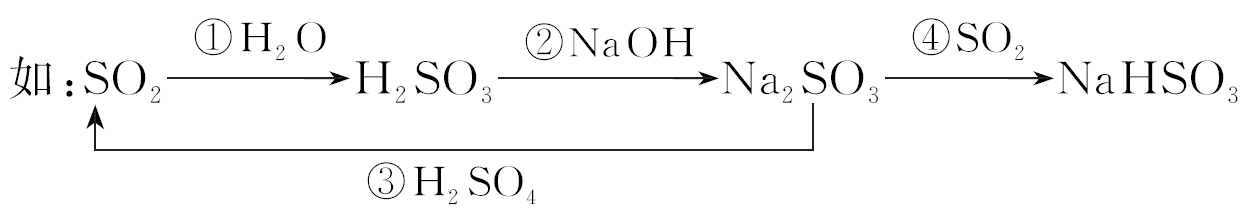 ①H₂O ②NaOH ④SO₂
如:SO₂ H₂SO₃ Na₂SO₃ NaHSO₃
③H₂SO₄